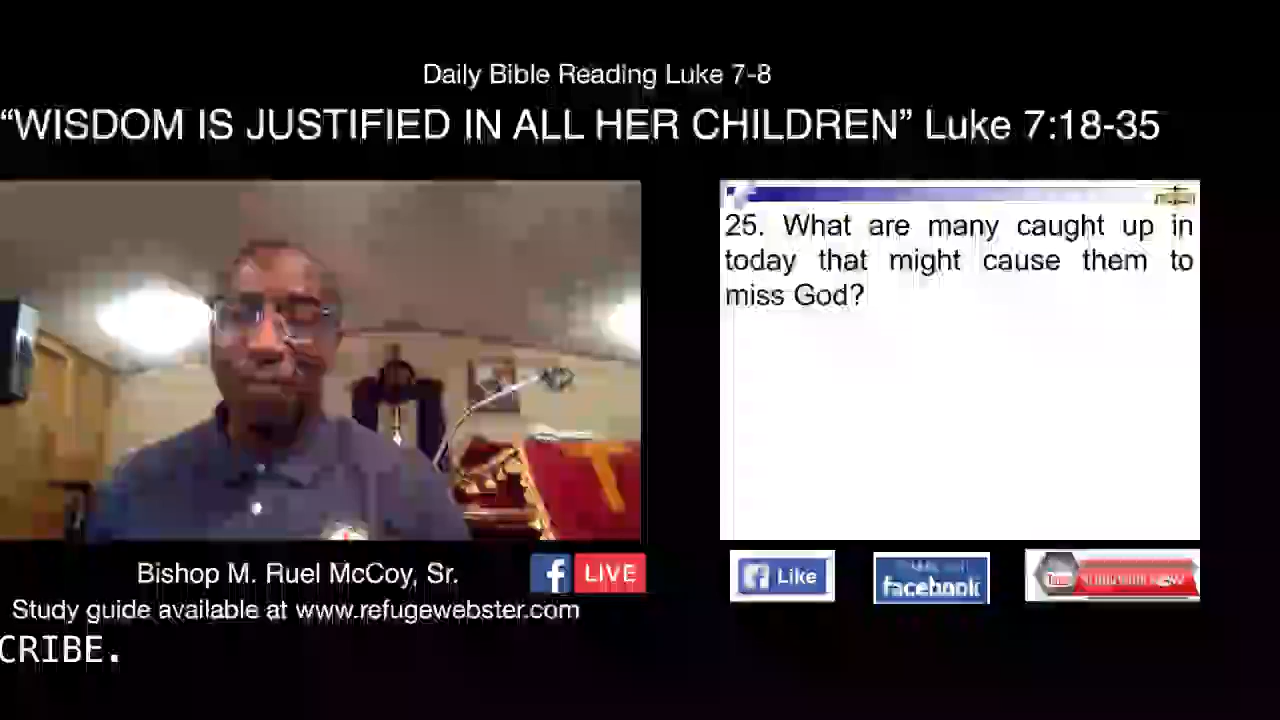 Daily Bible Reading Luke 7-8
“WISDOM IS JUSTIFIED IN ALL HER CHILDREN” Luke 7:18-35
25. What are many caught up in
today that might cause them to
miss God?
Bishop M. Ruel McCoy, Sr.
f LIVE
f Like
facebook
Study guide available at www.refugewebster.com
CRIBE.